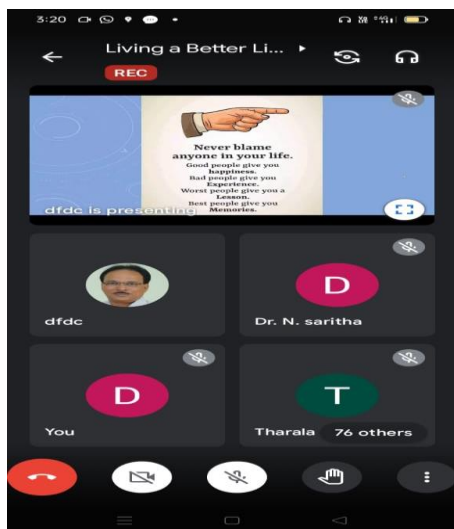 3:20
Living a Better Li...
REC
Never blame
anyone in your life.
Good people give you
happiness.
Bad people give you
Experience.
Worst people give you a
Lesson.
Best people give you
Memories.
dfdc is presenting
dfdc
D
Dr. N. saritha
D
You
T
Tharala
76 others